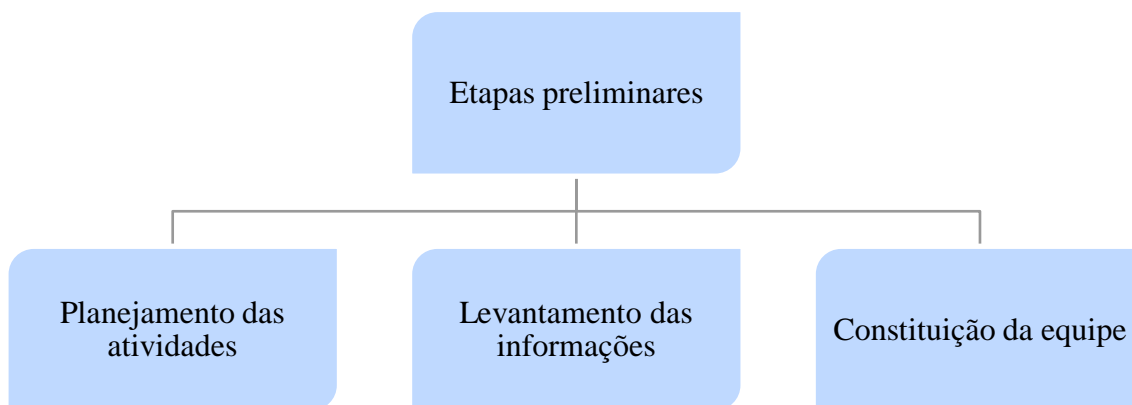 Etapas preliminares
Planejamento das
atividades
Levantamento das
informações
Constituição da equipe